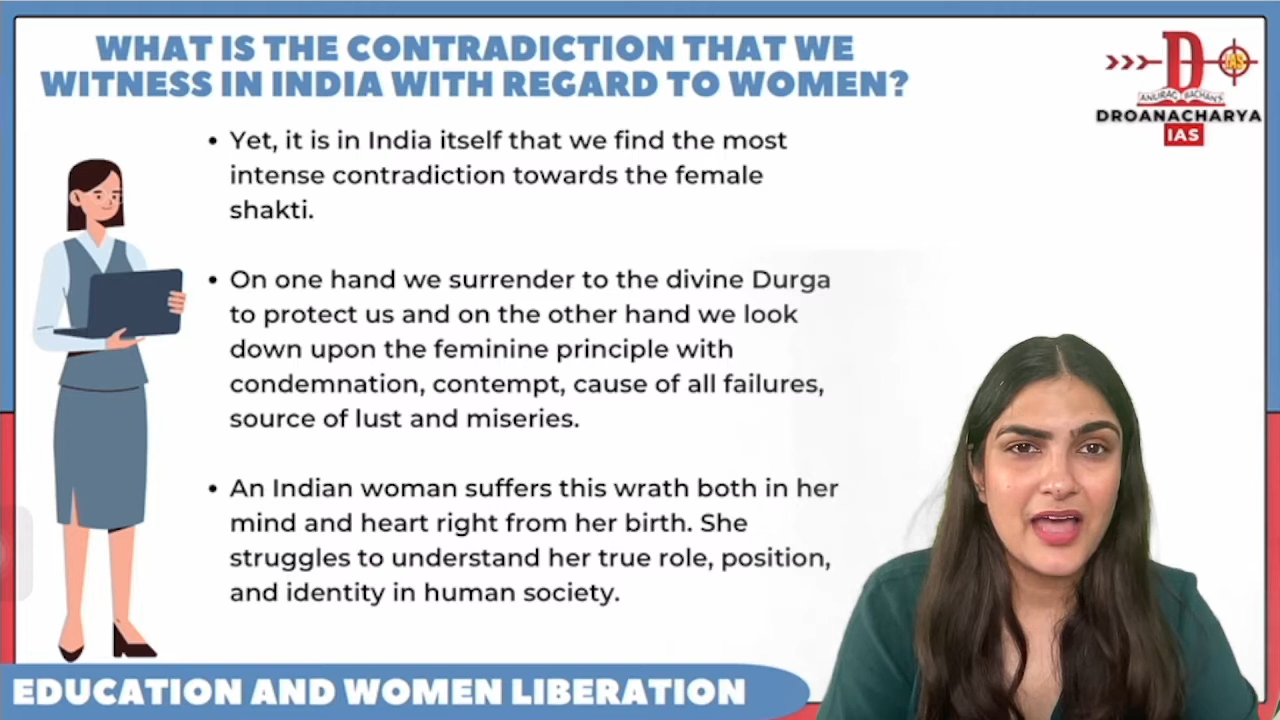 WHAT IS THE CONTRADICTION THAT WE
WITNESS IN INDIA WITH REGARD TO WOMEN?
D
IAS
ANURAG BACHAN'S
DROANACHARYA
IAS
• Yet, it is in India itself that we find the most
intense contradiction towards the female
shakti.
• On one hand we surrender to the divine Durga
to protect us and on the other hand we look
down upon the feminine principle with
condemnation, contempt, cause of all failures,
source of lust and miseries.
• An Indian woman suffers this wrath both in her
mind and heart right from her birth. She
struggles to understand her true role, position,
and identity in human society.
EDUCATION AND WOMEN LIBERATION